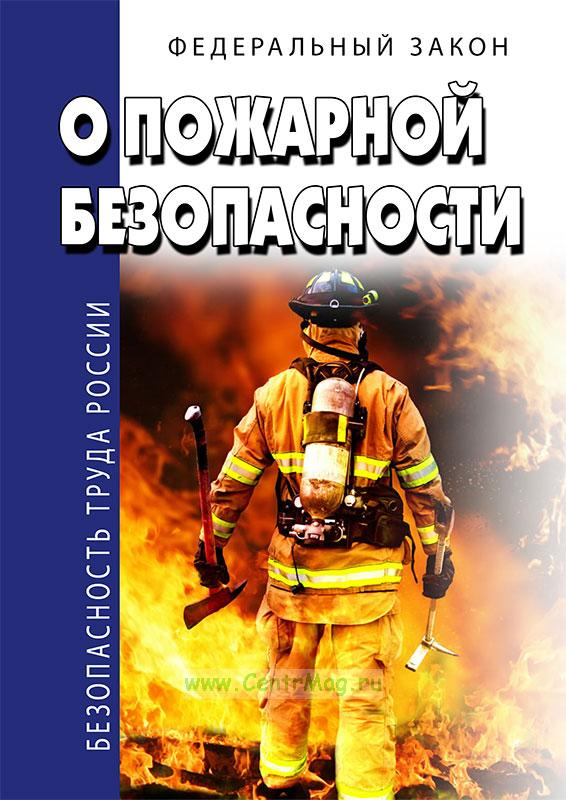 ФЕДЕРАЛЬНЫЙ ЗАКОН
О ПОЖАРНОЙ
БЕЗОПАСНОСТИ
БЕЗОПАСНОСТЬ ТРУДА РОССИИ
www.CentrMag.ru